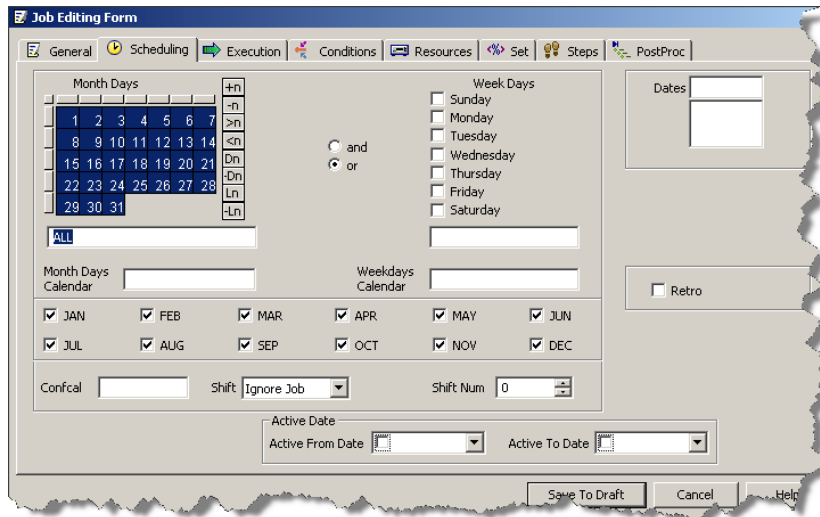 Job Editing Form
General Scheduling Execution Conditions Resources <%> Set Steps PostProc
Month Days
+n
-n
>n
<n
Dn
-Dn
Ln
-Ln
1 2 3 4 5 6 7
8 9 10 11 12 13 14
15 16 17 18 19 20 21
22 23 24 25 26 27 28
29 30 31
ALL
and
or
Week Days
Sunday
Monday
Tuesday
Wednesday
Thursday
Friday
Saturday
Dates
Month Days
Calendar
Weekdays
Calendar
Retro
JAN FEB MAR APR MAY JUN
JUL AUG SEP OCT NOV DEC
Confcal Shift Ignore Job Shift Num 0
Active Date
Active From Date Active To Date
Save To Draft Cancel Help